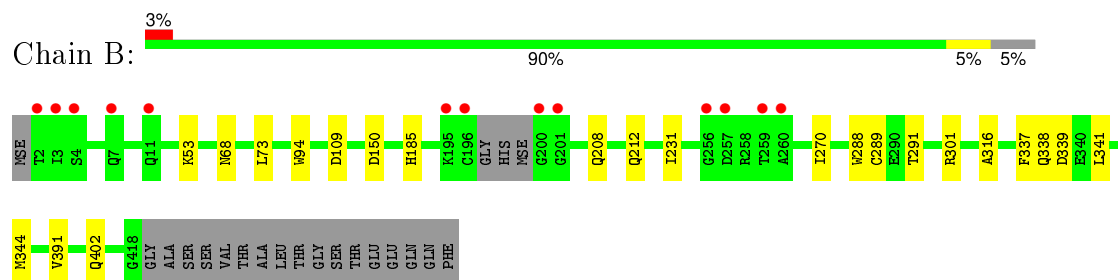 3%
Chain B:
90% 5% 5%
MSE T2 I3 S4 Q7 Q11 K53 N68 L73 W94 D109 D150 H185 K195 C196 GLY HIS MSE G200 G201 Q208 Q212 I231 G256 D257 R258 T259 A260 I270 W288 C289 E290 T291 R301 A316 F337 Q338 D339 E340 L341
M344 V391 Q402 G418 GLY ALA SER SER VAL THR ALA LEU THR GLY SER THR GLU GLU GLN GLN PHE